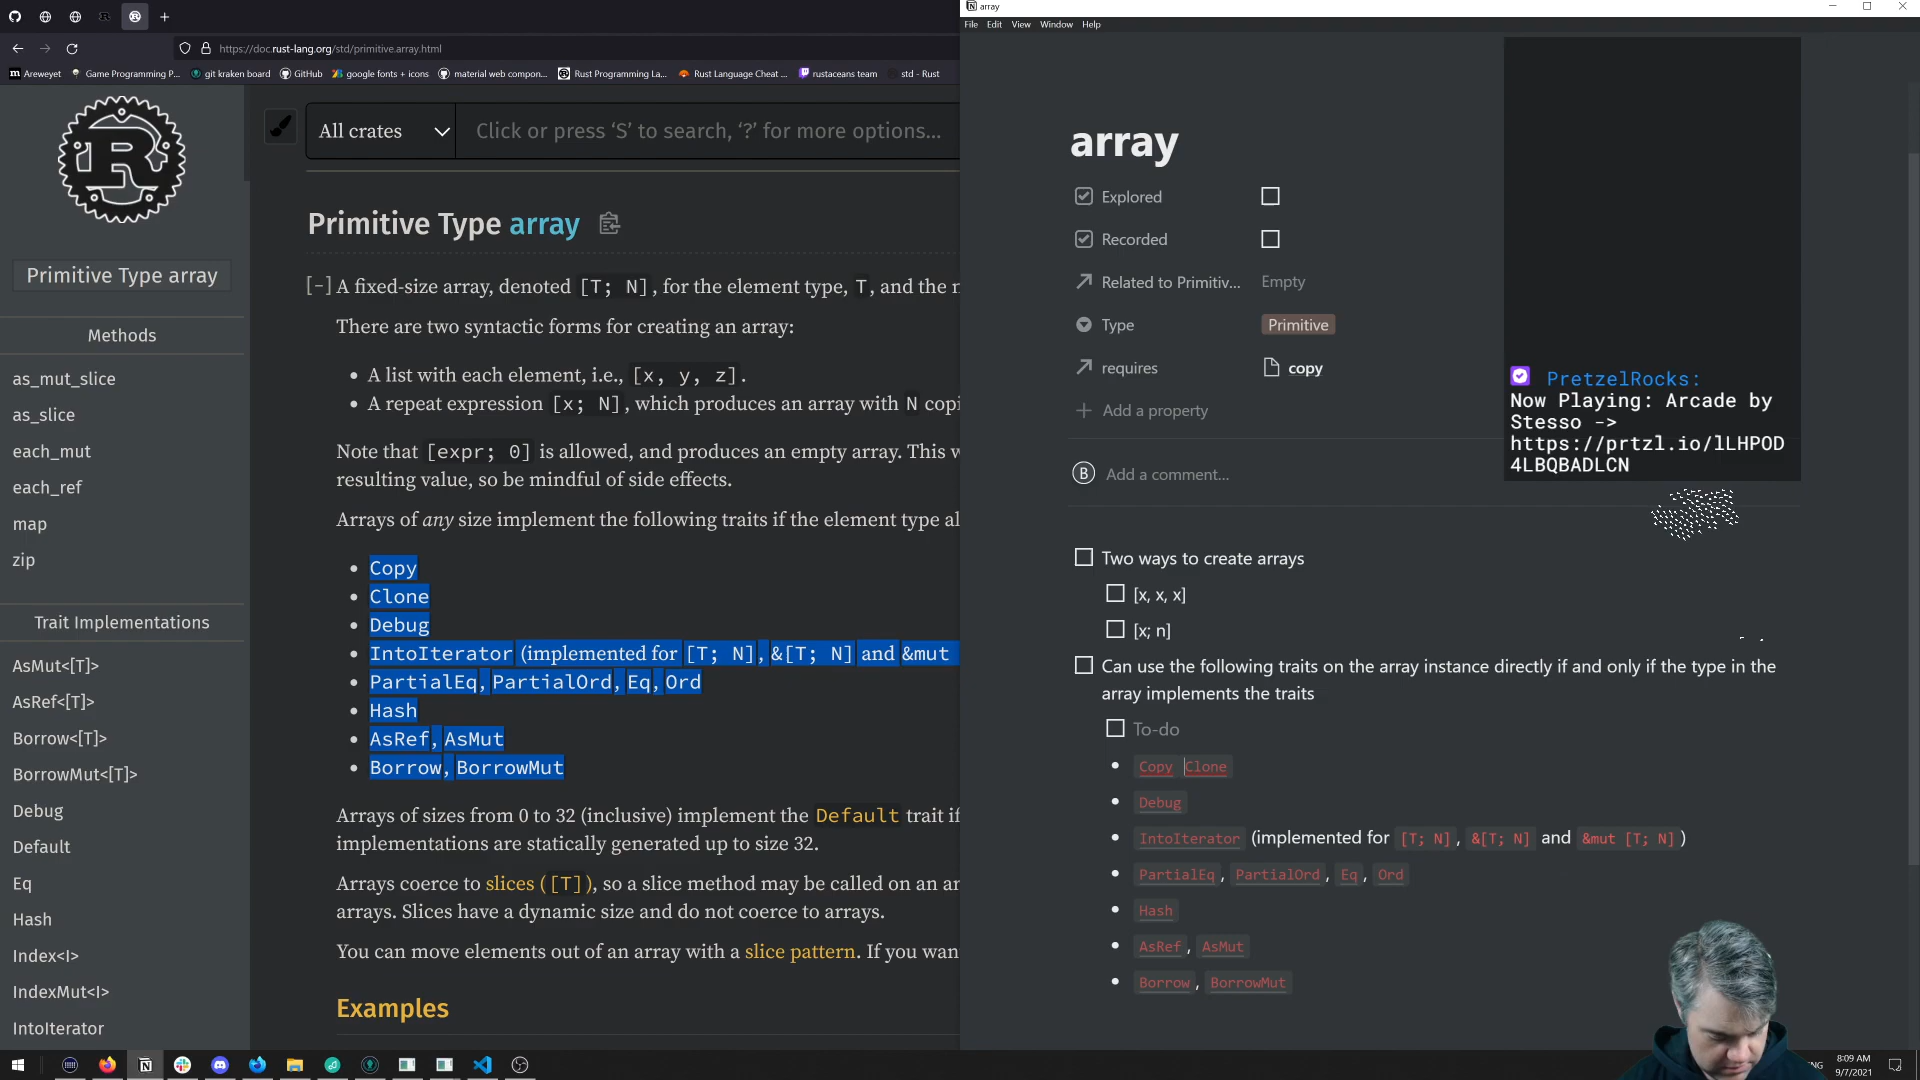 https://doc.rust-lang.org/std/primitive.array.html
Areweyet
Game Programming P...
git kraken board
GitHub
google fonts + icons
material web compon...
Rust Programming La...
Rust Language Cheat ...
rustaceans team
std - Rust
Primitive Type array
Methods
as_mut_slice
as_slice
each_mut
each_ref
map
zip
Trait Implementations
AsMut<[T]>
AsRef<[T]>
Borrow<[T]>
BorrowMut<[T]>
Debug
Default
Eq
Hash
Index<I>
IndexMut<I>
IntoIterator
All crates
Click or press ‘S’ to search, ‘?’ for more options...
Primitive Type array
[-] A fixed-size array, denoted [T; N], for the element type, T, and the n
There are two syntactic forms for creating an array:
• A list with each element, i.e., [x, y, z].
• A repeat expression [x; N], which produces an array with N copi
Note that [expr; 0] is allowed, and produces an empty array. This w
resulting value, so be mindful of side effects.
Arrays of any size implement the following traits if the element type al
• Copy
• Clone
• Debug
• IntoIterator (implemented for [T; N], &[T; N] and &mut
• PartialEq, PartialOrd, Eq, Ord
• Hash
• AsRef, AsMut
• Borrow, BorrowMut
Arrays of sizes from 0 to 32 (inclusive) implement the Default trait if
implementations are statically generated up to size 32.
Arrays coerce to slices ([T]), so a slice method may be called on an ar
arrays. Slices have a dynamic size and do not coerce to arrays.
You can move elements out of an array with a slice pattern. If you wan
Examples
array
File Edit View Window Help
array
Explored
Recorded
Related to Primitiv... Empty
Type Primitive
requires copy
+ Add a property
B Add a comment...
PretzelRocks:
Now Playing: Arcade by
Stesso ->
https://prtzl.io/lLHPOD
4LBQBADLCN
Two ways to create arrays
[x, x, x]
[x; n]
Can use the following traits on the array instance directly if and only if the type in the
array implements the traits
To-do
• Copy Clone
• Debug
• IntoIterator (implemented for [T; N], &[T; N] and &mut [T; N])
• PartialEq, PartialOrd, Eq, Ord
• Hash
• AsRef, AsMut
• Borrow, BorrowMut
8:09 AM
9/7/2021